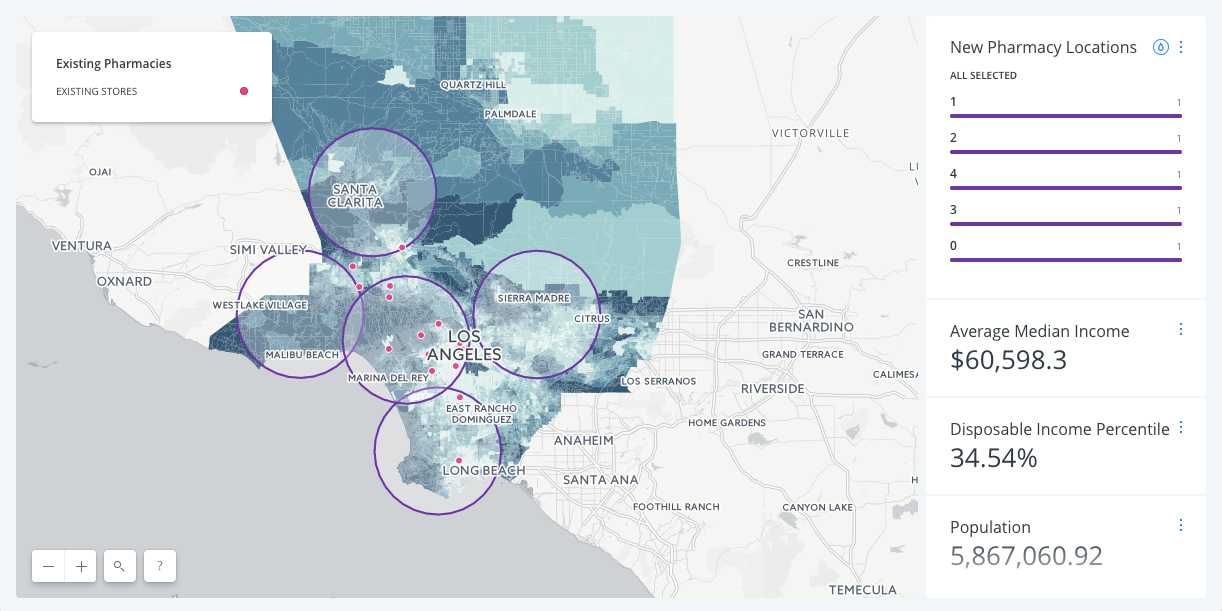 Existing Pharmacies
EXISTING STORES
QUARTZ HILL
PALMDALE
VICTORVILLE
OJAI
SANTA
CLARITA
VENTURA
SIMI VALLEY
OXNARD
CRESTLINE
WESTLAKE VILLAGE
SIERRA MADRE
CITRUS
SAN
BERNARDINO
LOS
ANGELES
MALIBU BEACH
GRAND TERRACE
MARINA DEL REY
LOS SERRANOS
CALIMESA
RIVERSIDE
EAST RANCHO
DOMINGUEZ
HOME GARDENS
ANAHEIM
LONG BEACH
SANTA ANA
FOOTHILL RANCH
CANYON LAKE
TEMECULA
?
New Pharmacy Locations
ALL SELECTED
1 1
2 1
4 1
3 1
0 1
Average Median Income
$60,598.3
Disposable Income Percentile
34.54%
Population
5,867,060.92